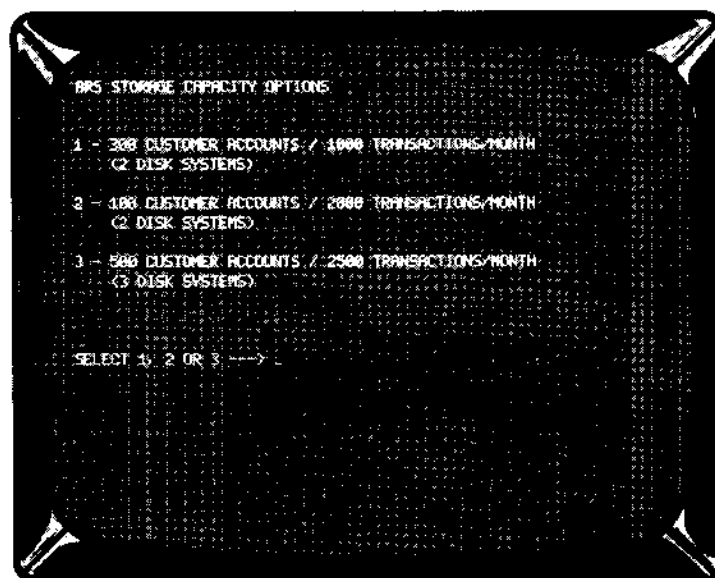 BRS STORAGE CAPACITY OPTIONS
1 - 300 CUSTOMER ACCOUNTS / 1000 TRANSACTIONS/MONTH
(2 DISK SYSTEMS)
2 - 100 CUSTOMER ACCOUNTS / 2000 TRANSACTIONS/MONTH
(2 DISK SYSTEMS)
3 - 500 CUSTOMER ACCOUNTS / 2500 TRANSACTIONS/MONTH
(3 DISK SYSTEMS)
SELECT 1, 2 OR 3 ---> _